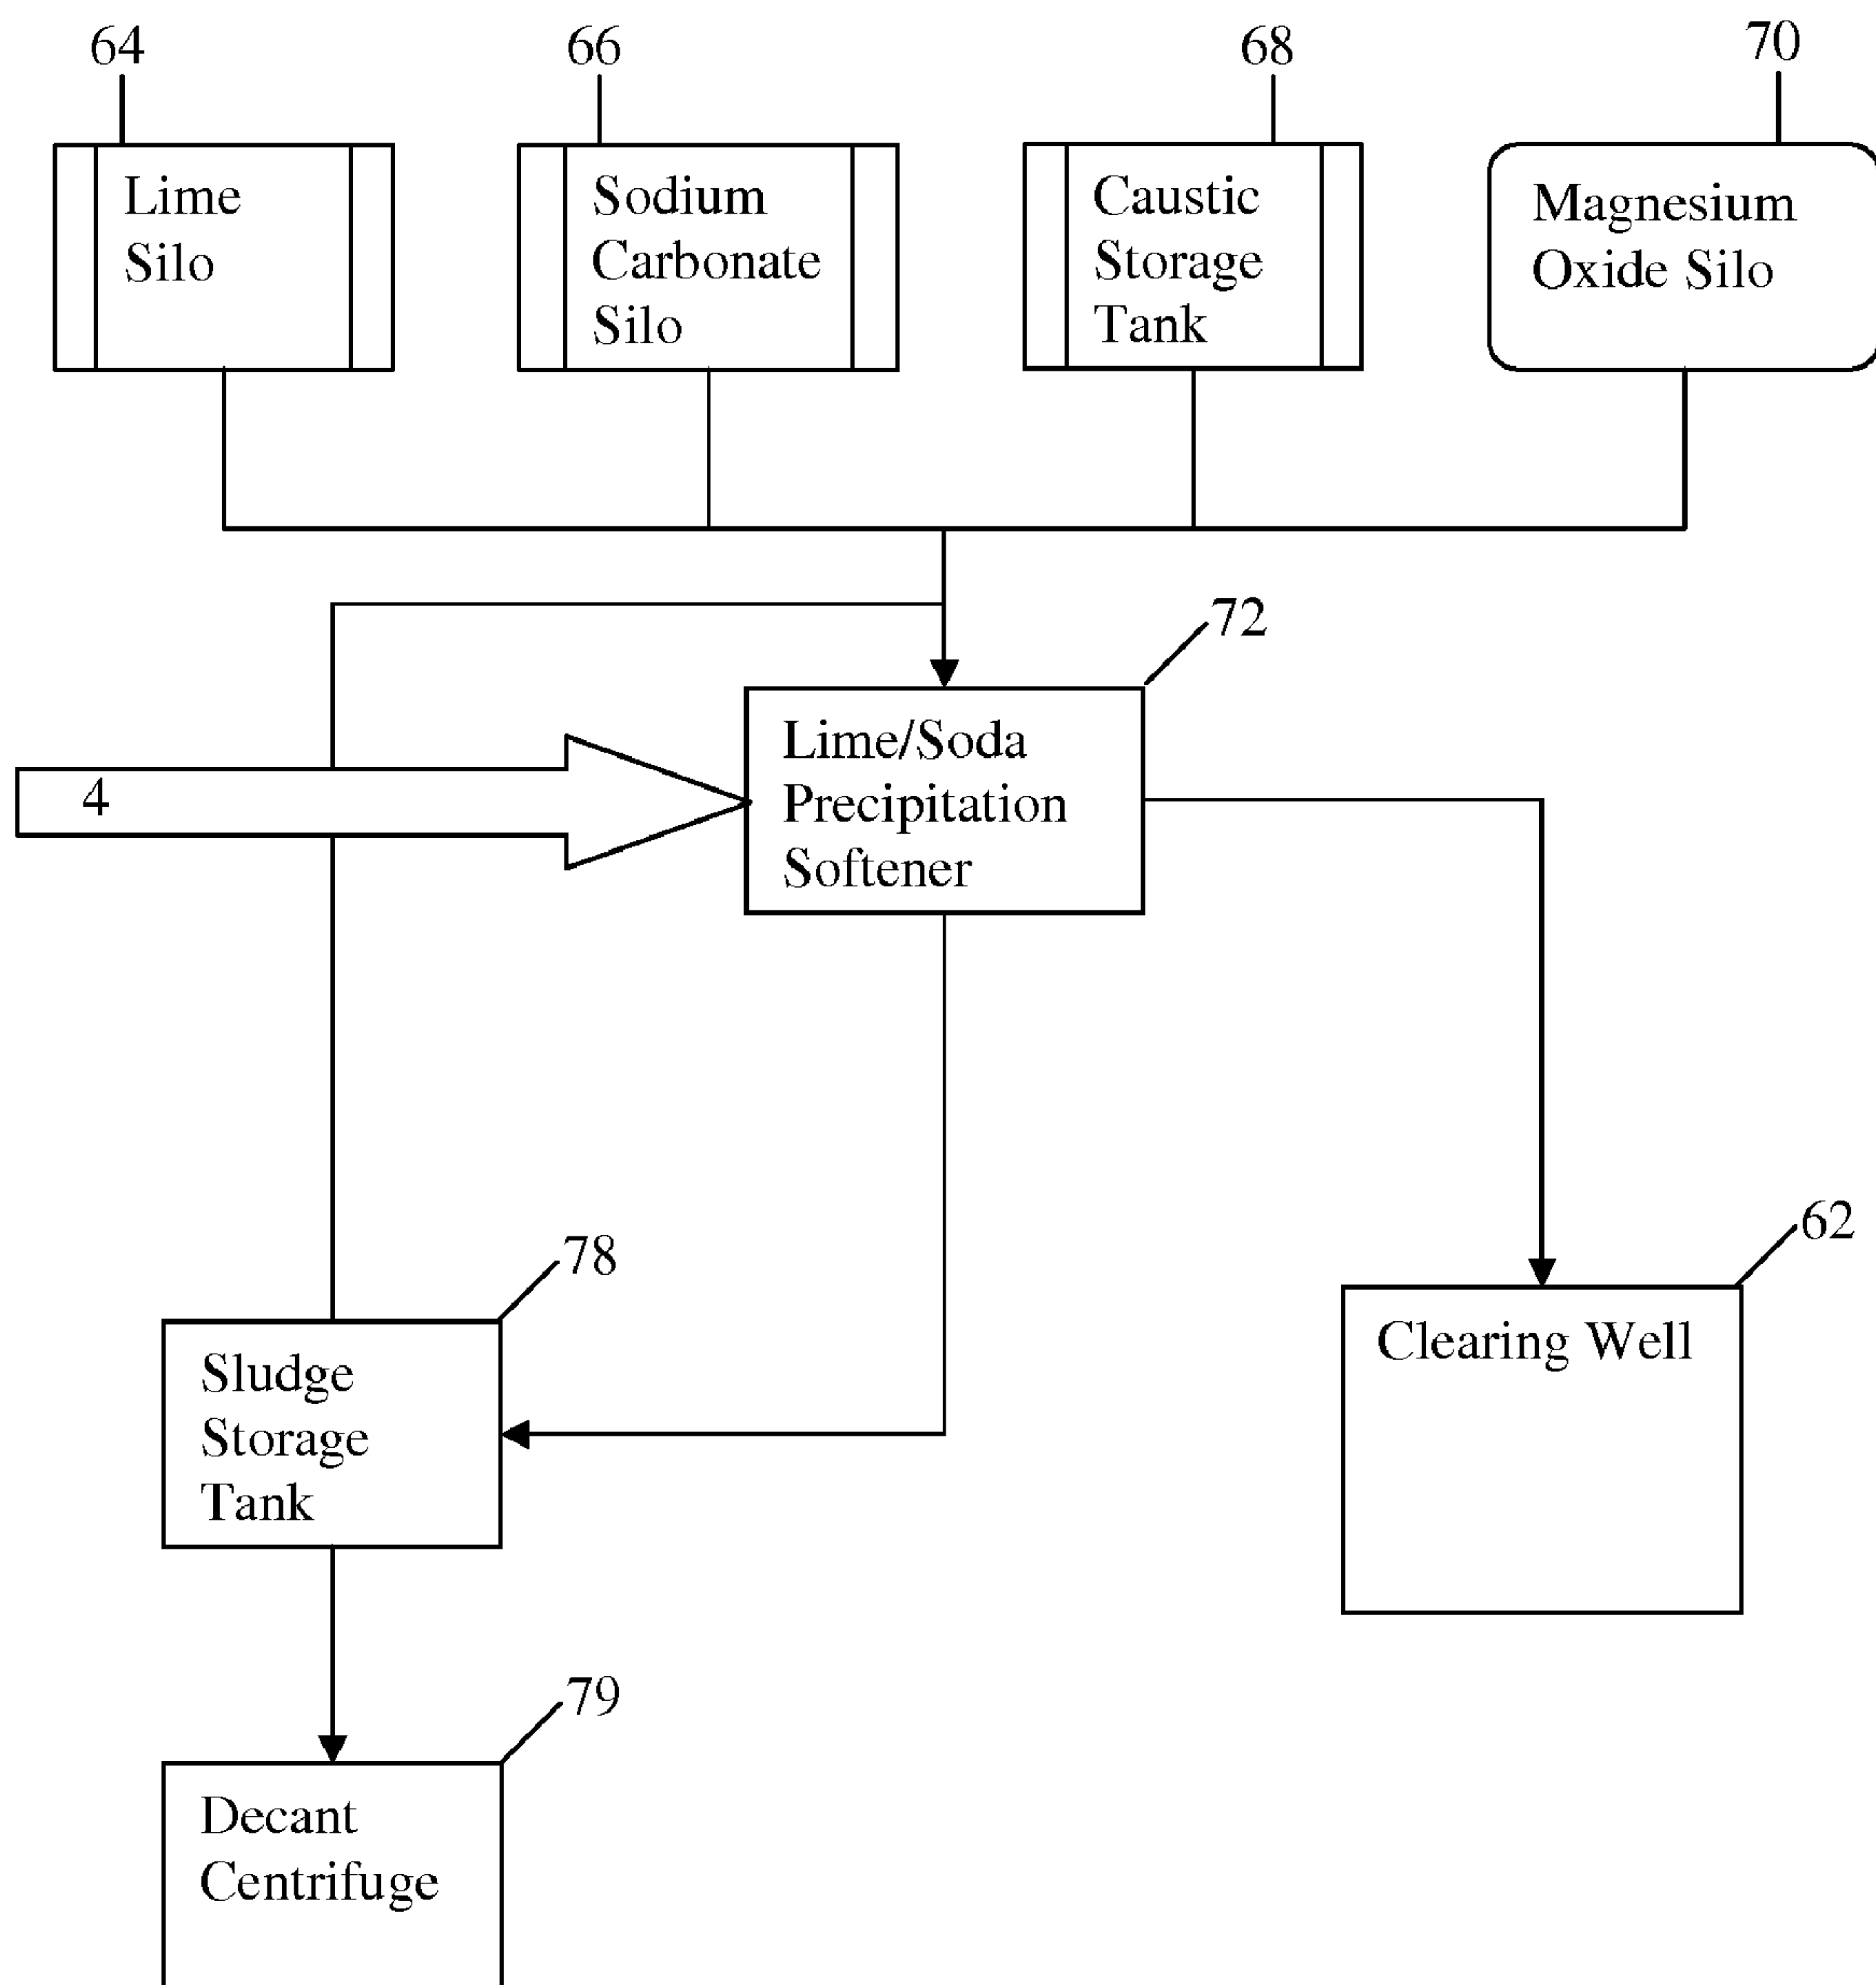 64
66
68
70
Lime
Silo
Sodium
Carbonate
Silo
Caustic
Storage
Tank
Magnesium
Oxide Silo
72
Lime/Soda
Precipitation
Softener
4
78
Sludge
Storage
Tank
62
Clearing Well
79
Decant
Centrifuge